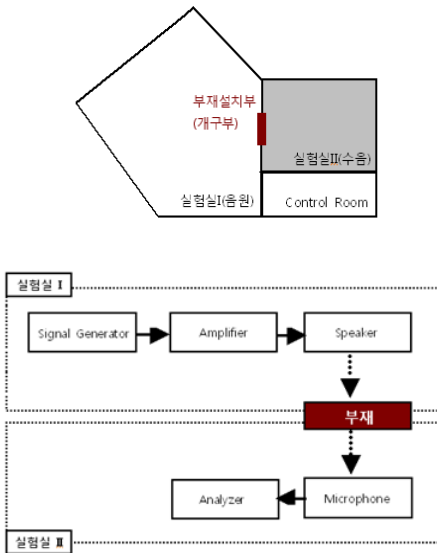 부재설치부
(개구부)
실험실II(수음)
실험실I(음원)
Control Room
실험실 I
Signal Generator
Amplifier
Speaker
부재
Analyzer
Microphone
실험실 II